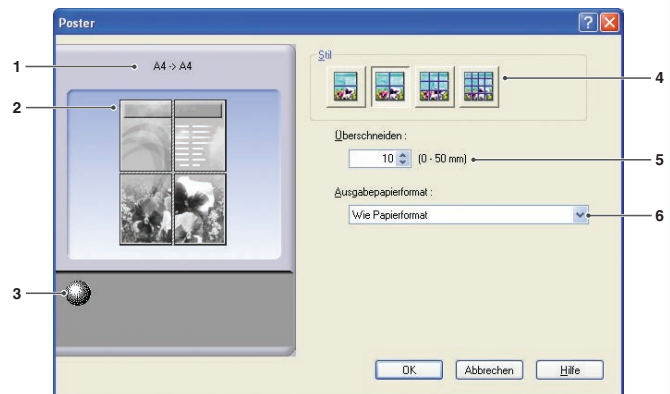 Poster
1
A4 -> A4
2
3
Stil
4
Überschneiden :
10 (0 - 50 mm)
5
Ausgabepapierformat :
Wie Papierformat
6
OK Abbrechen Hilfe